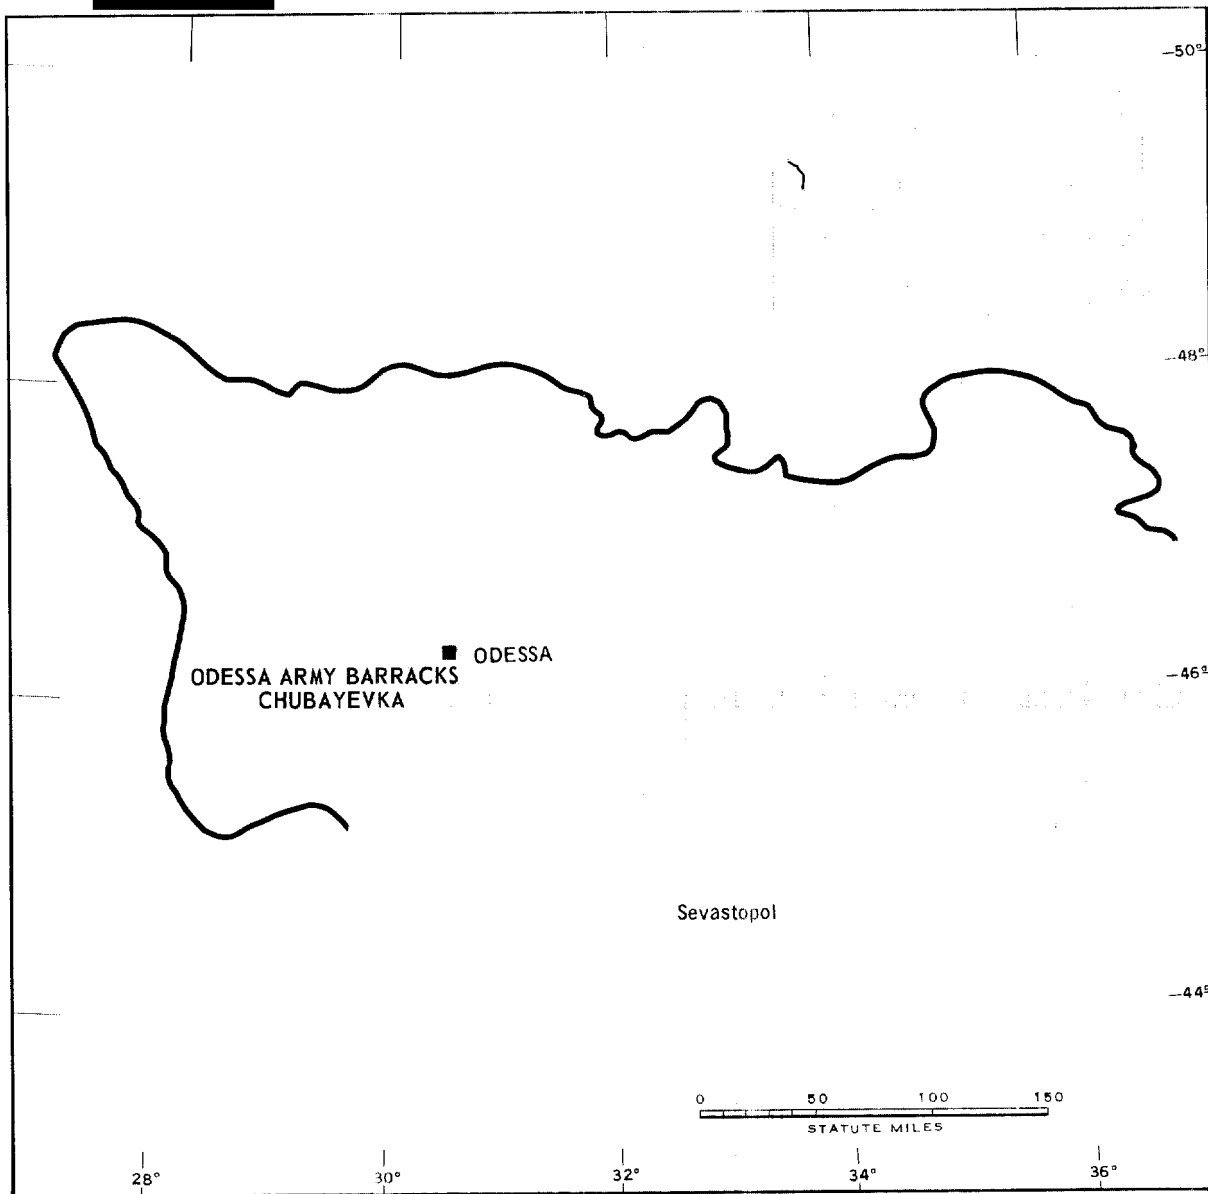 —50°
—48°
ODESSA
ODESSA ARMY BARRACKS
CHUBAYEVKA
—46°
Sevastopol
—44°
0 50 100 150
STATUTE MILES
28° 30° 32° 34° 36°